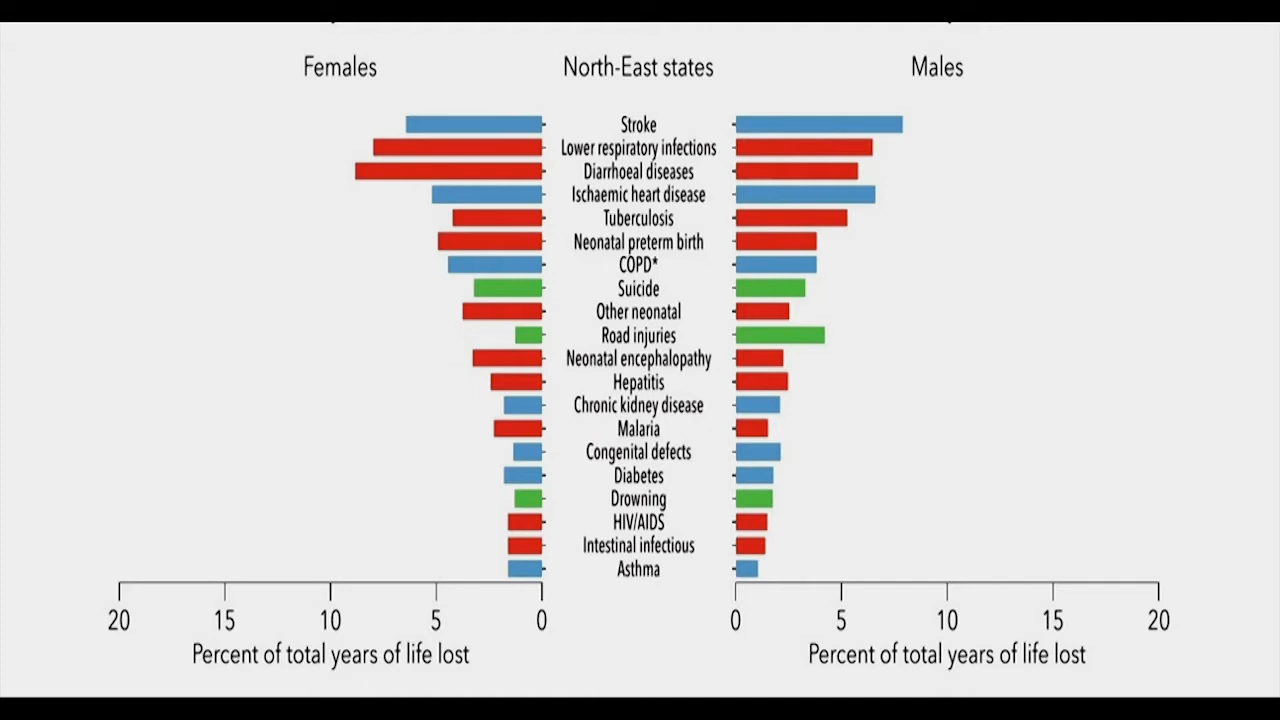 Females North-East states Males
Stroke
Lower respiratory infections
Diarrhoeal diseases
Ischaemic heart disease
Tuberculosis
Neonatal preterm birth
COPD*
Suicide
Other neonatal
Road injuries
Neonatal encephalopathy
Hepatitis
Chronic kidney disease
Malaria
Congenital defects
Diabetes
Drowning
HIV/AIDS
Intestinal infectious
Asthma
20 15 10 5 0 0 5 10 15 20
Percent of total years of life lost Percent of total years of life lost